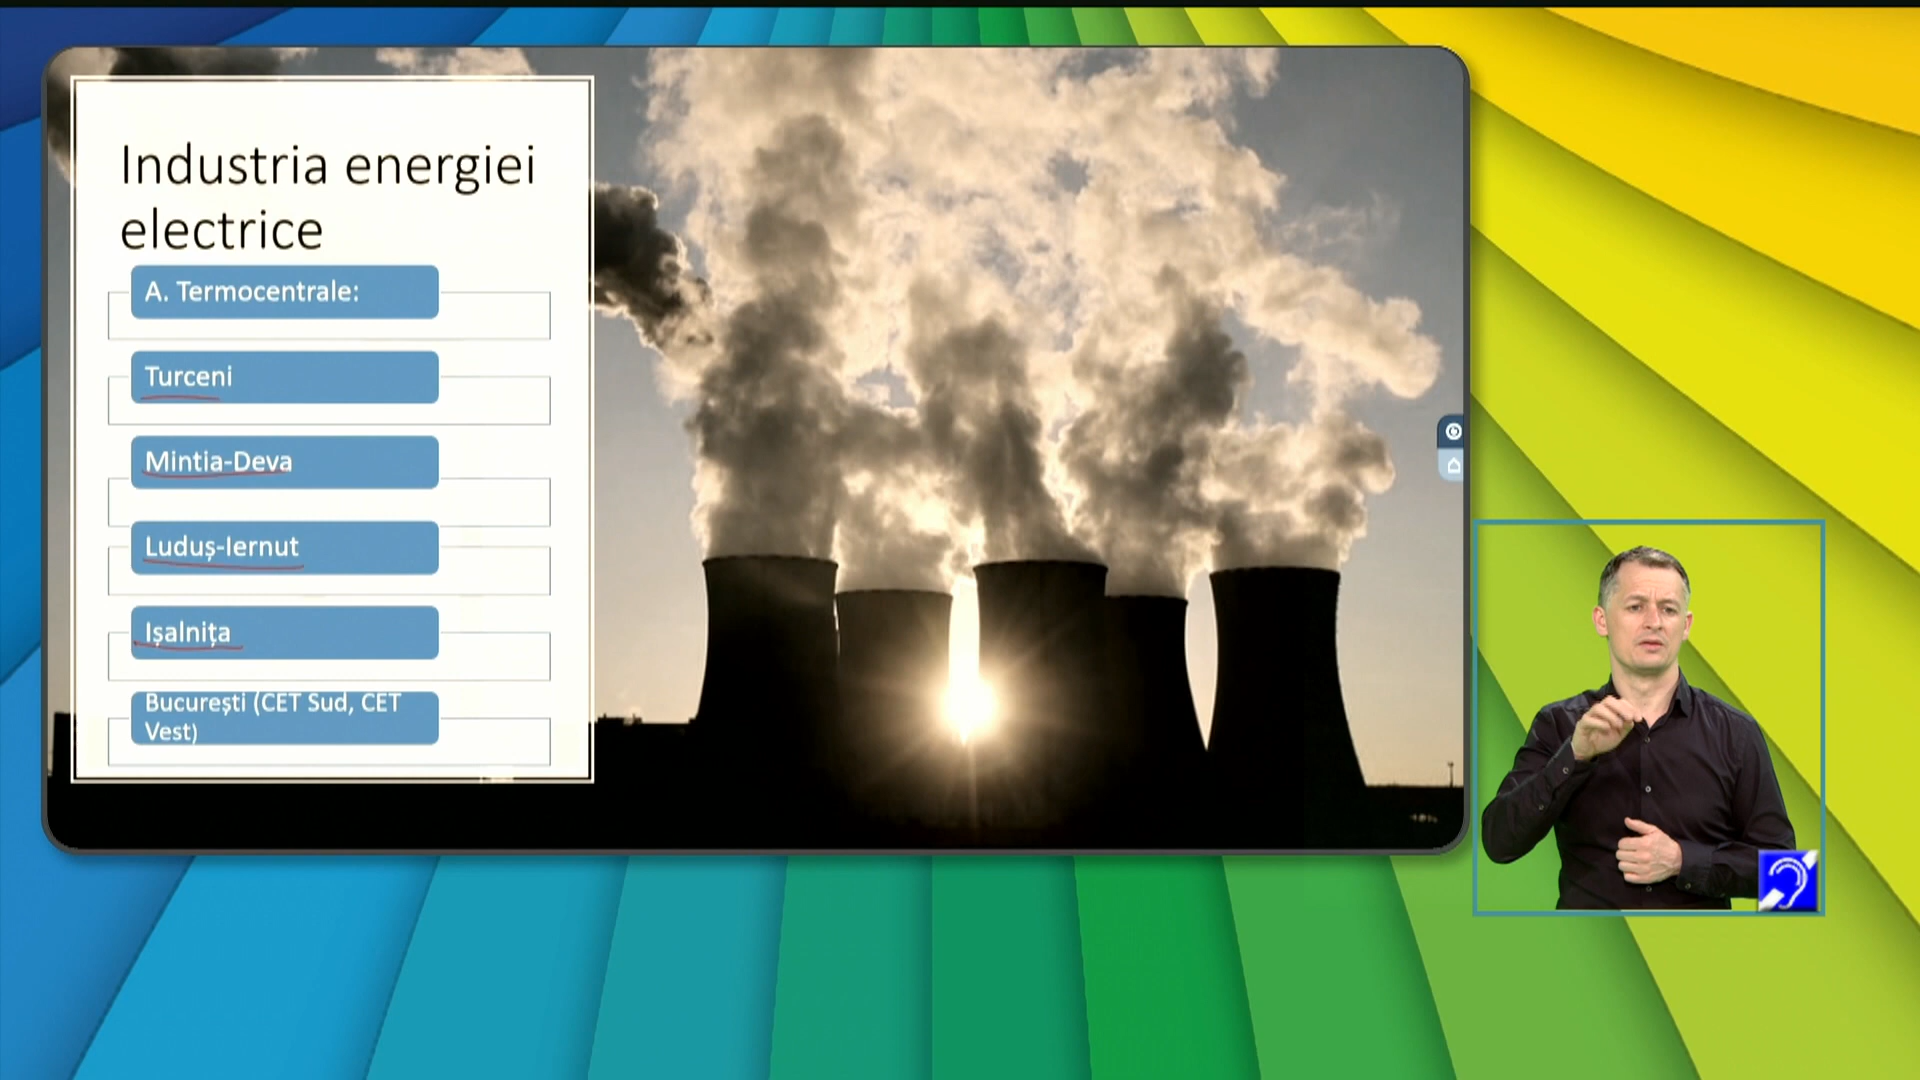 Industria energiei
electrice
A. Termocentrale:
Turceni
Mintia-Deva
Luduș-Iernut
Ișalnița
București (CET Sud, CET
Vest)